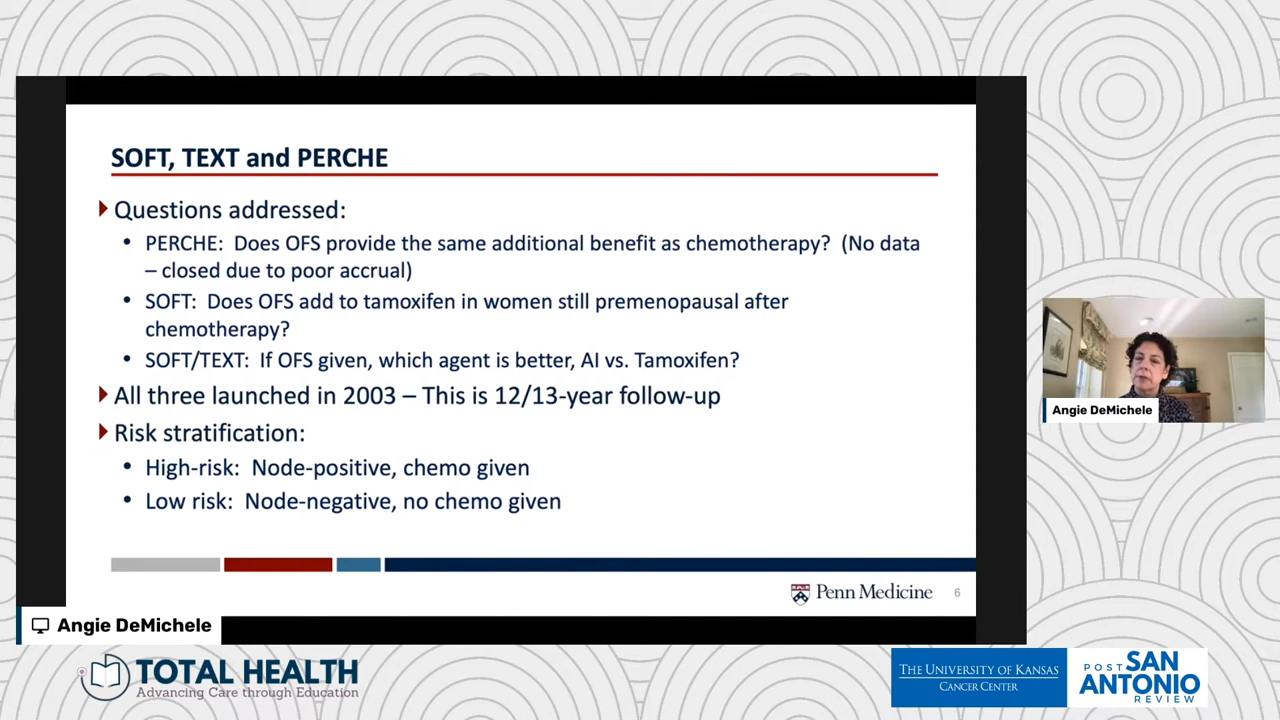 SOFT, TEXT and PERCHE
Questions addressed:
• PERCHE: Does OFS provide the same additional benefit as chemotherapy? (No data
– closed due to poor accrual)
• SOFT: Does OFS add to tamoxifen in women still premenopausal after
chemotherapy?
• SOFT/TEXT: If OFS given, which agent is better, AI vs. Tamoxifen?
All three launched in 2003 – This is 12/13-year follow-up
Risk stratification:
• High-risk: Node-positive, chemo given
• Low risk: Node-negative, no chemo given
Penn Medicine
6
Angie DeMichele
Angie DeMichele
TOTAL HEALTH
Advancing Care through Education
THE UNIVERSITY OF KANSAS
CANCER CENTER
POST
SAN
ANTONIO
REVIEW